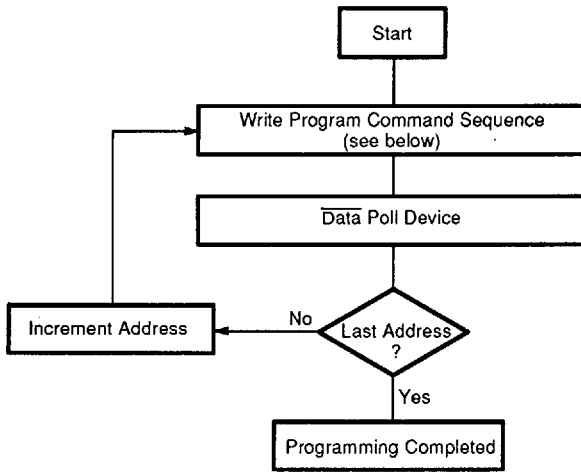 Start
Write Program Command Sequence
(see below)
Data Poll Device
No
Last Address
?
Increment Address
Yes
Programming Completed